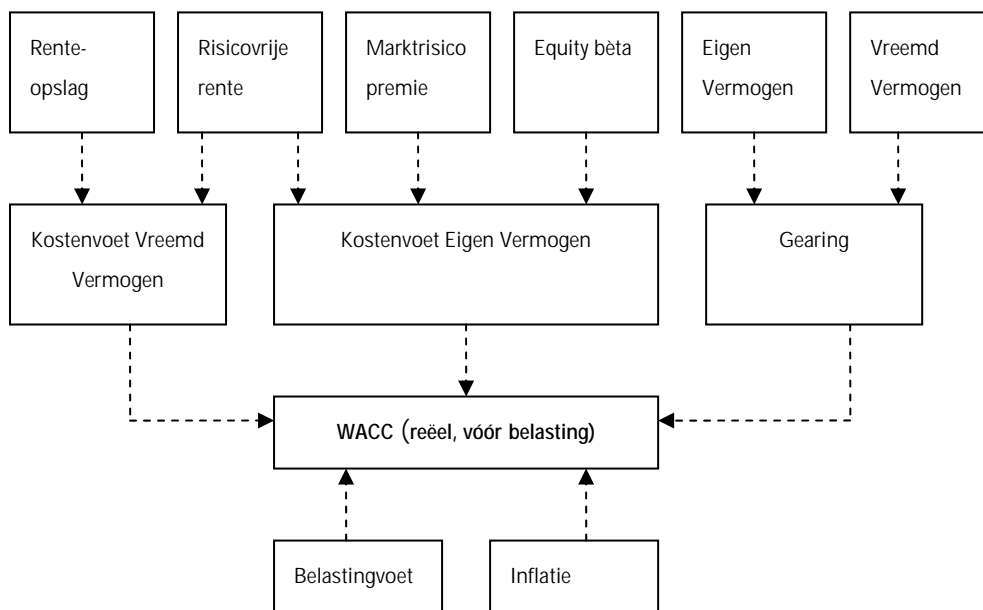 Rente-
opslag
Risicovrije
rente
Marktrisico
premie
Equity bèta
Eigen
Vermogen
Vreemd
Vermogen
Kostenvoet Vreemd
Vermogen
Kostenvoet Eigen Vermogen
Gearing
WACC (reëel, vóór belasting)
Belastingvoet
Inflatie